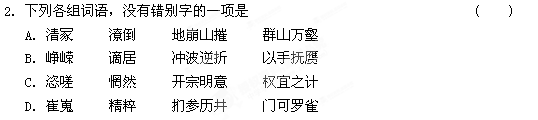 2. 下列各组词语，没有错别字的一项是 （ ）
A. 清冢 潦倒 地崩山摧 群山万壑
B. 峥嵘 谪居 冲波逆折 以手抚赝
C. 恣嗟 惘然 开宗明意 权宜之计
D. 崔嵬 精粹 扪参历井 门可罗雀